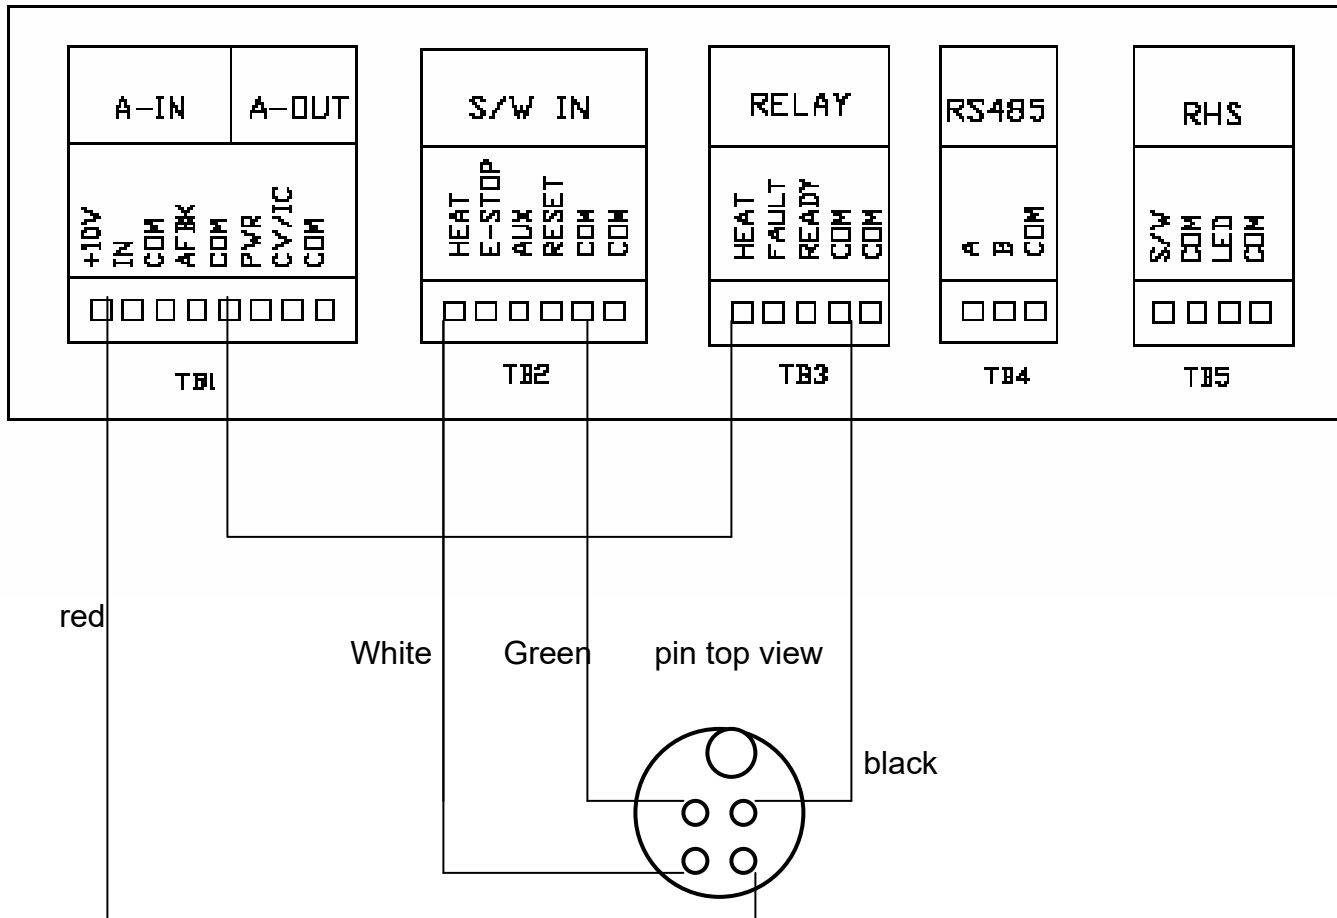 A-IN A-OUT S/W IN RELAY RS485 RHS
+10V IN COM AFBK COM PWR CV/IC COM
HEAT E-STOP AUX RESET COM COM
HEAT FAULT READY COM COM
A B COM
S/W COM LED COM
TB1 TB2 TB3 TB4 TB5
red
White Green pin top view
black